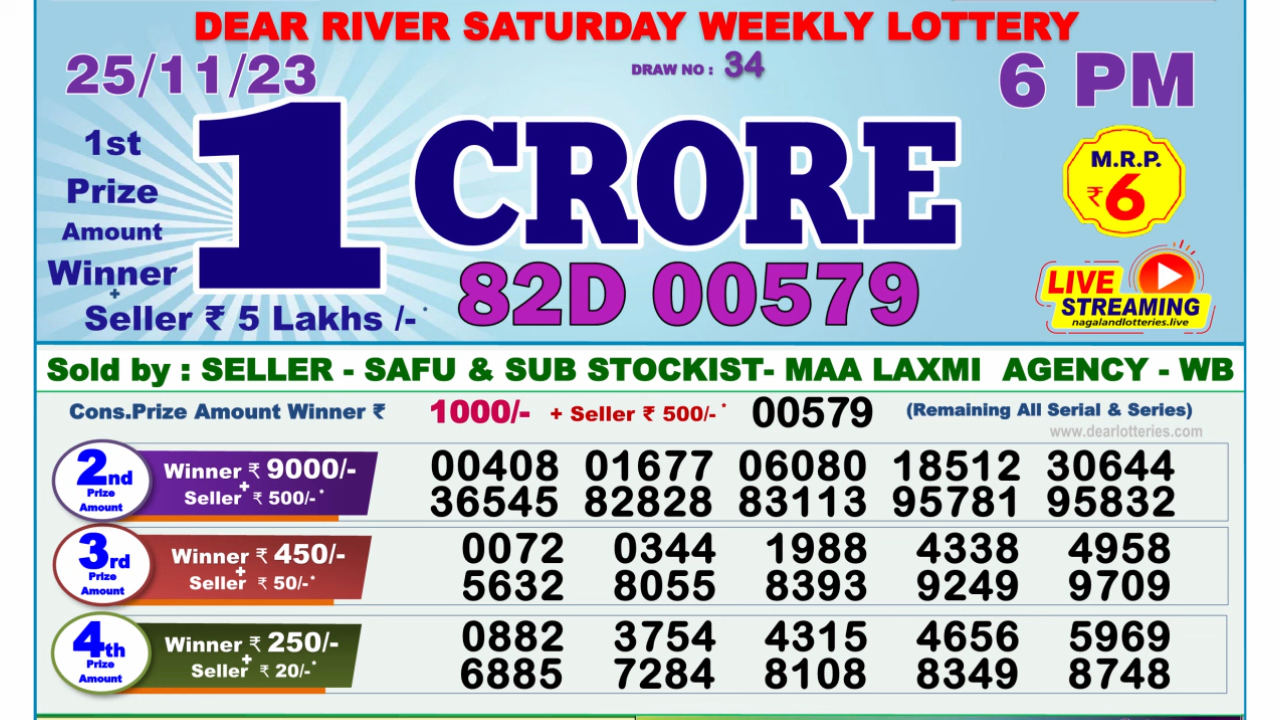 DEAR RIVER SATURDAY WEEKLY LOTTERY
25/11/23
DRAW NO : 34
6 PM
1st
Prize
Amount
Winner
+
Seller ₹ 5 Lakhs /- *
1 CRORE
82D 00579
M.R.P.
₹ 6
LIVE
STREAMING
nagalandlotteries.live
Sold by : SELLER - SAFU & SUB STOCKIST- MAA LAXMI AGENCY - WB
Cons.Prize Amount Winner ₹ 1000/- + Seller ₹ 500/- * 00579 (Remaining All Serial & Series)
www.dearlotteries.com
2nd
Prize
Amount
Winner ₹ 9000/-
+
Seller ₹ 500/- *
00408 01677 06080 18512 30644
36545 82828 83113 95781 95832
3rd
Prize
Amount
Winner ₹ 450/-
+
Seller ₹ 50/- *
0072 0344 1988 4338 4958
5632 8055 8393 9249 9709
4th
Prize
Amount
Winner ₹ 250/-
+
Seller ₹ 20/- *
0882 3754 4315 4656 5969
6885 7284 8108 8349 8748